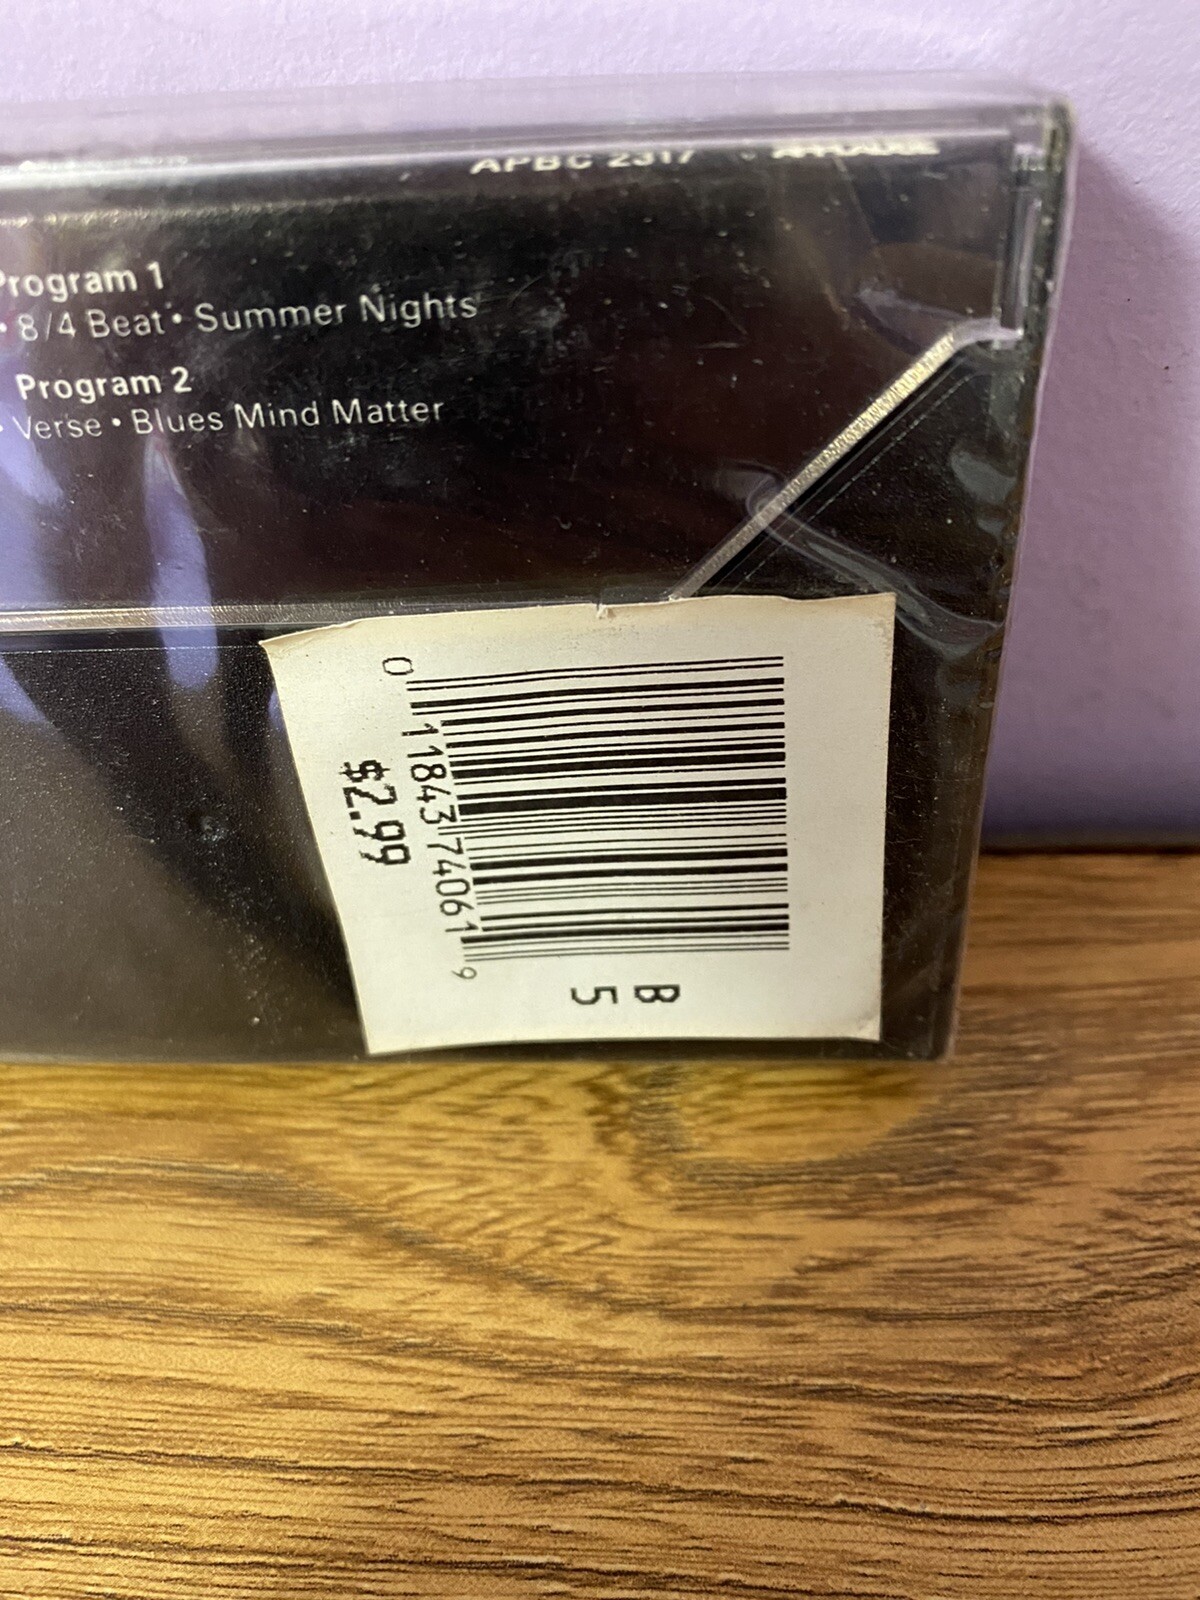 APBC 2317
Program 1
• 8/4 Beat • Summer Nights
Program 2
• Verse • Blues Mind Matter
0 11843 74061 9
$2.99
B
5